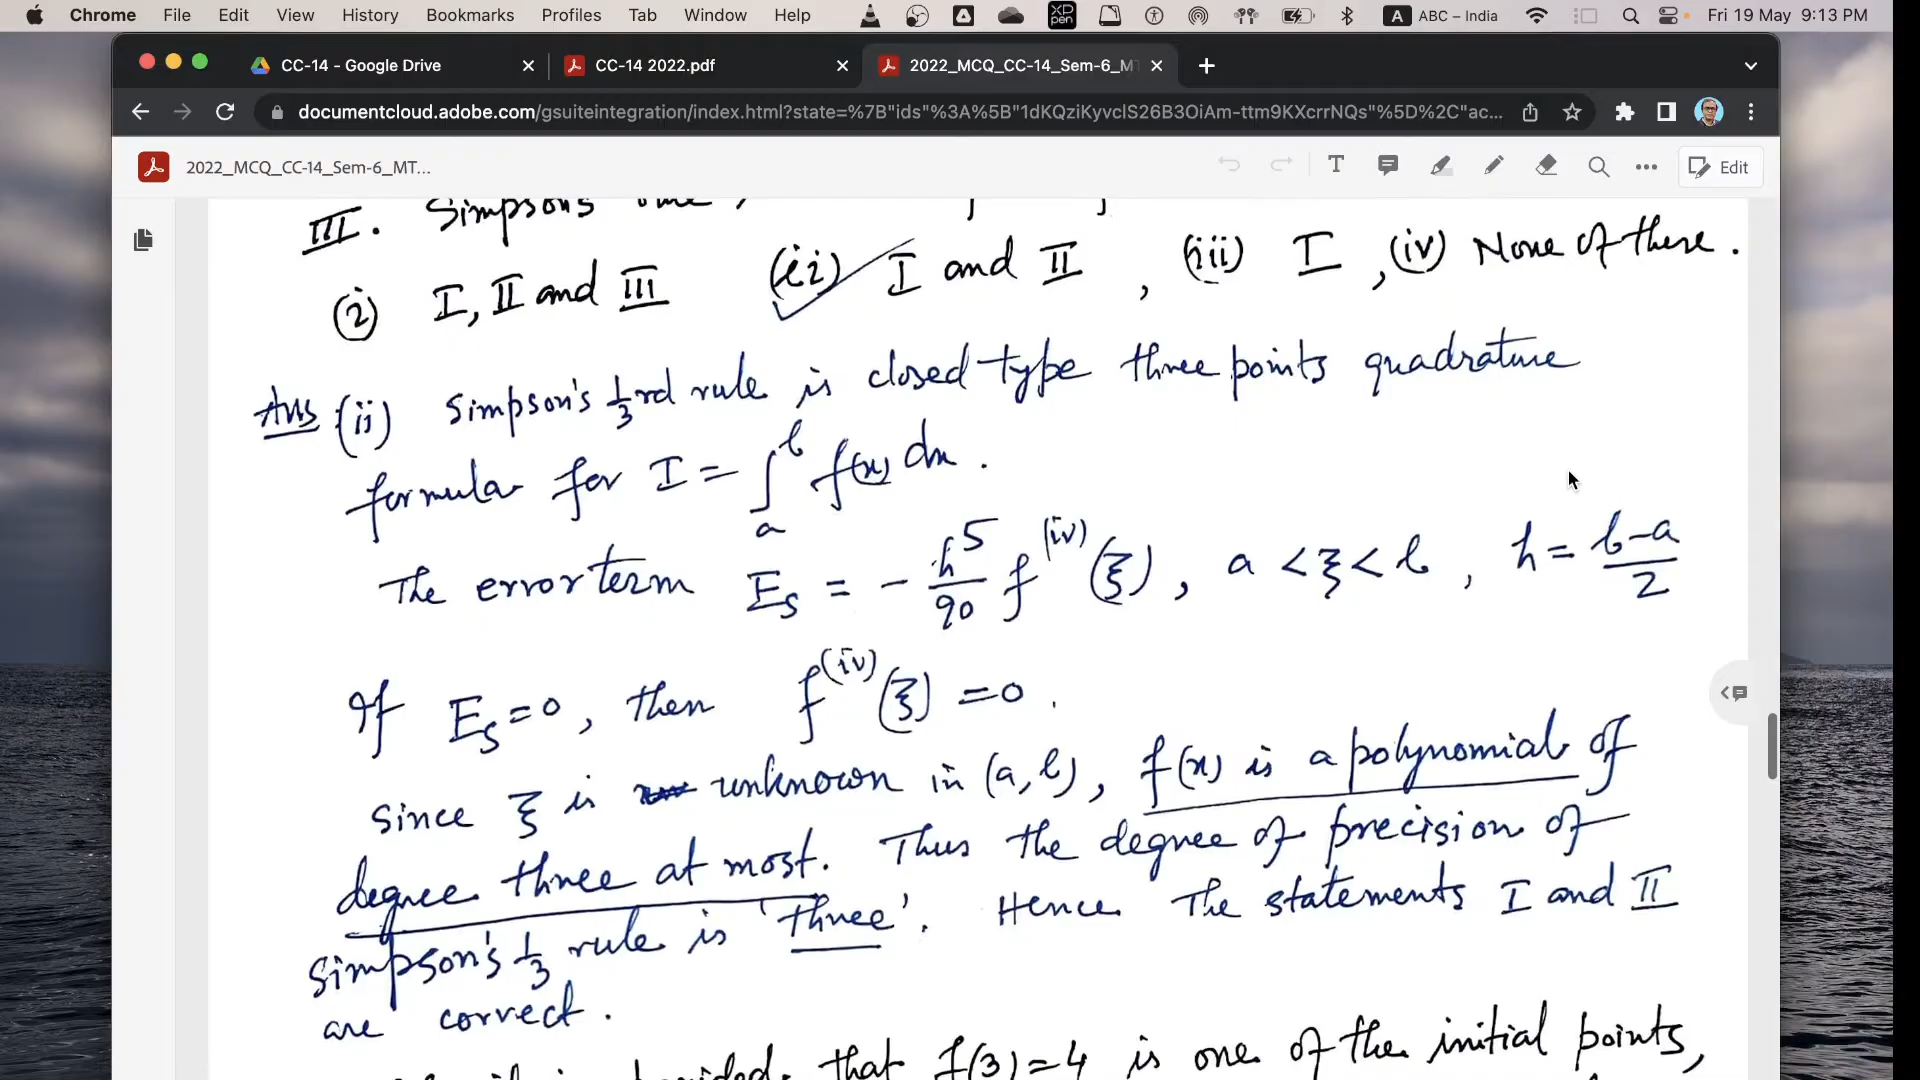 Chrome File Edit View History Bookmarks Profiles Tab Window Help A ABC – India Fri 19 May 9:13 PM
CC-14 - Google Drive CC-14 2022.pdf 2022_MCQ_CC-14_Sem-6_MT
documentcloud.adobe.com/gsuiteintegration/index.html?state=%7B"ids"%3A%5B"1dKQziKyvclS26B3OiAm-ttm9KXcrrNQs"%5D%2C"ac...
2022_MCQ_CC-14_Sem-6_MT... Edit
III. Simpson's
(i) I, II and III (ii) I and II , (iii) I , (iv) None of these .
Ans (ii) Simpson's 1/3 rd rule is closed type three points quadrature
formula for I = ∫_a^b f(x) dx .
The error term E_S = - h^5/90 f^(iv) (ξ) , a < ξ < b , h = b-a/2
If E_S = 0 , then f^(iv) (ξ) = 0 .
Since ξ is unknown in (a, b) , f(x) is a polynomial of
degree three at most. Thus the degree of precision of
Simpson's 1/3 rule is 'three' . Hence The statements I and II
are correct .
that f(3) = 4 is one of the initial points,